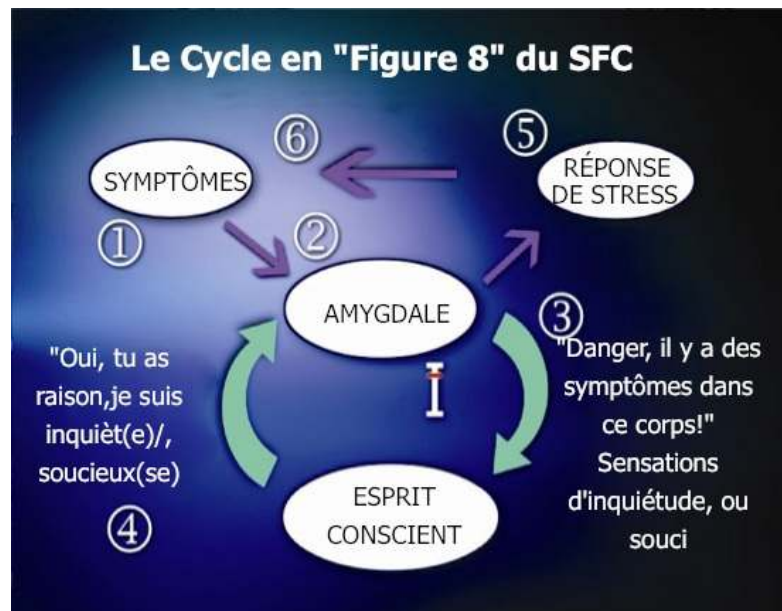 Le Cycle en "Figure 8" du SFC
⑥
⑤
SYMPTÔMES
RÉPONSE
DE STRESS
①
②
AMYGDALE
③
"Oui, tu as
raison,je suis
inquièt(e)/,
soucieux(se)
④
"Danger, il y a des
symptômes dans
ce corps!"
Sensations
d'inquiétude, ou
souci
ESPRIT
CONSCIENT